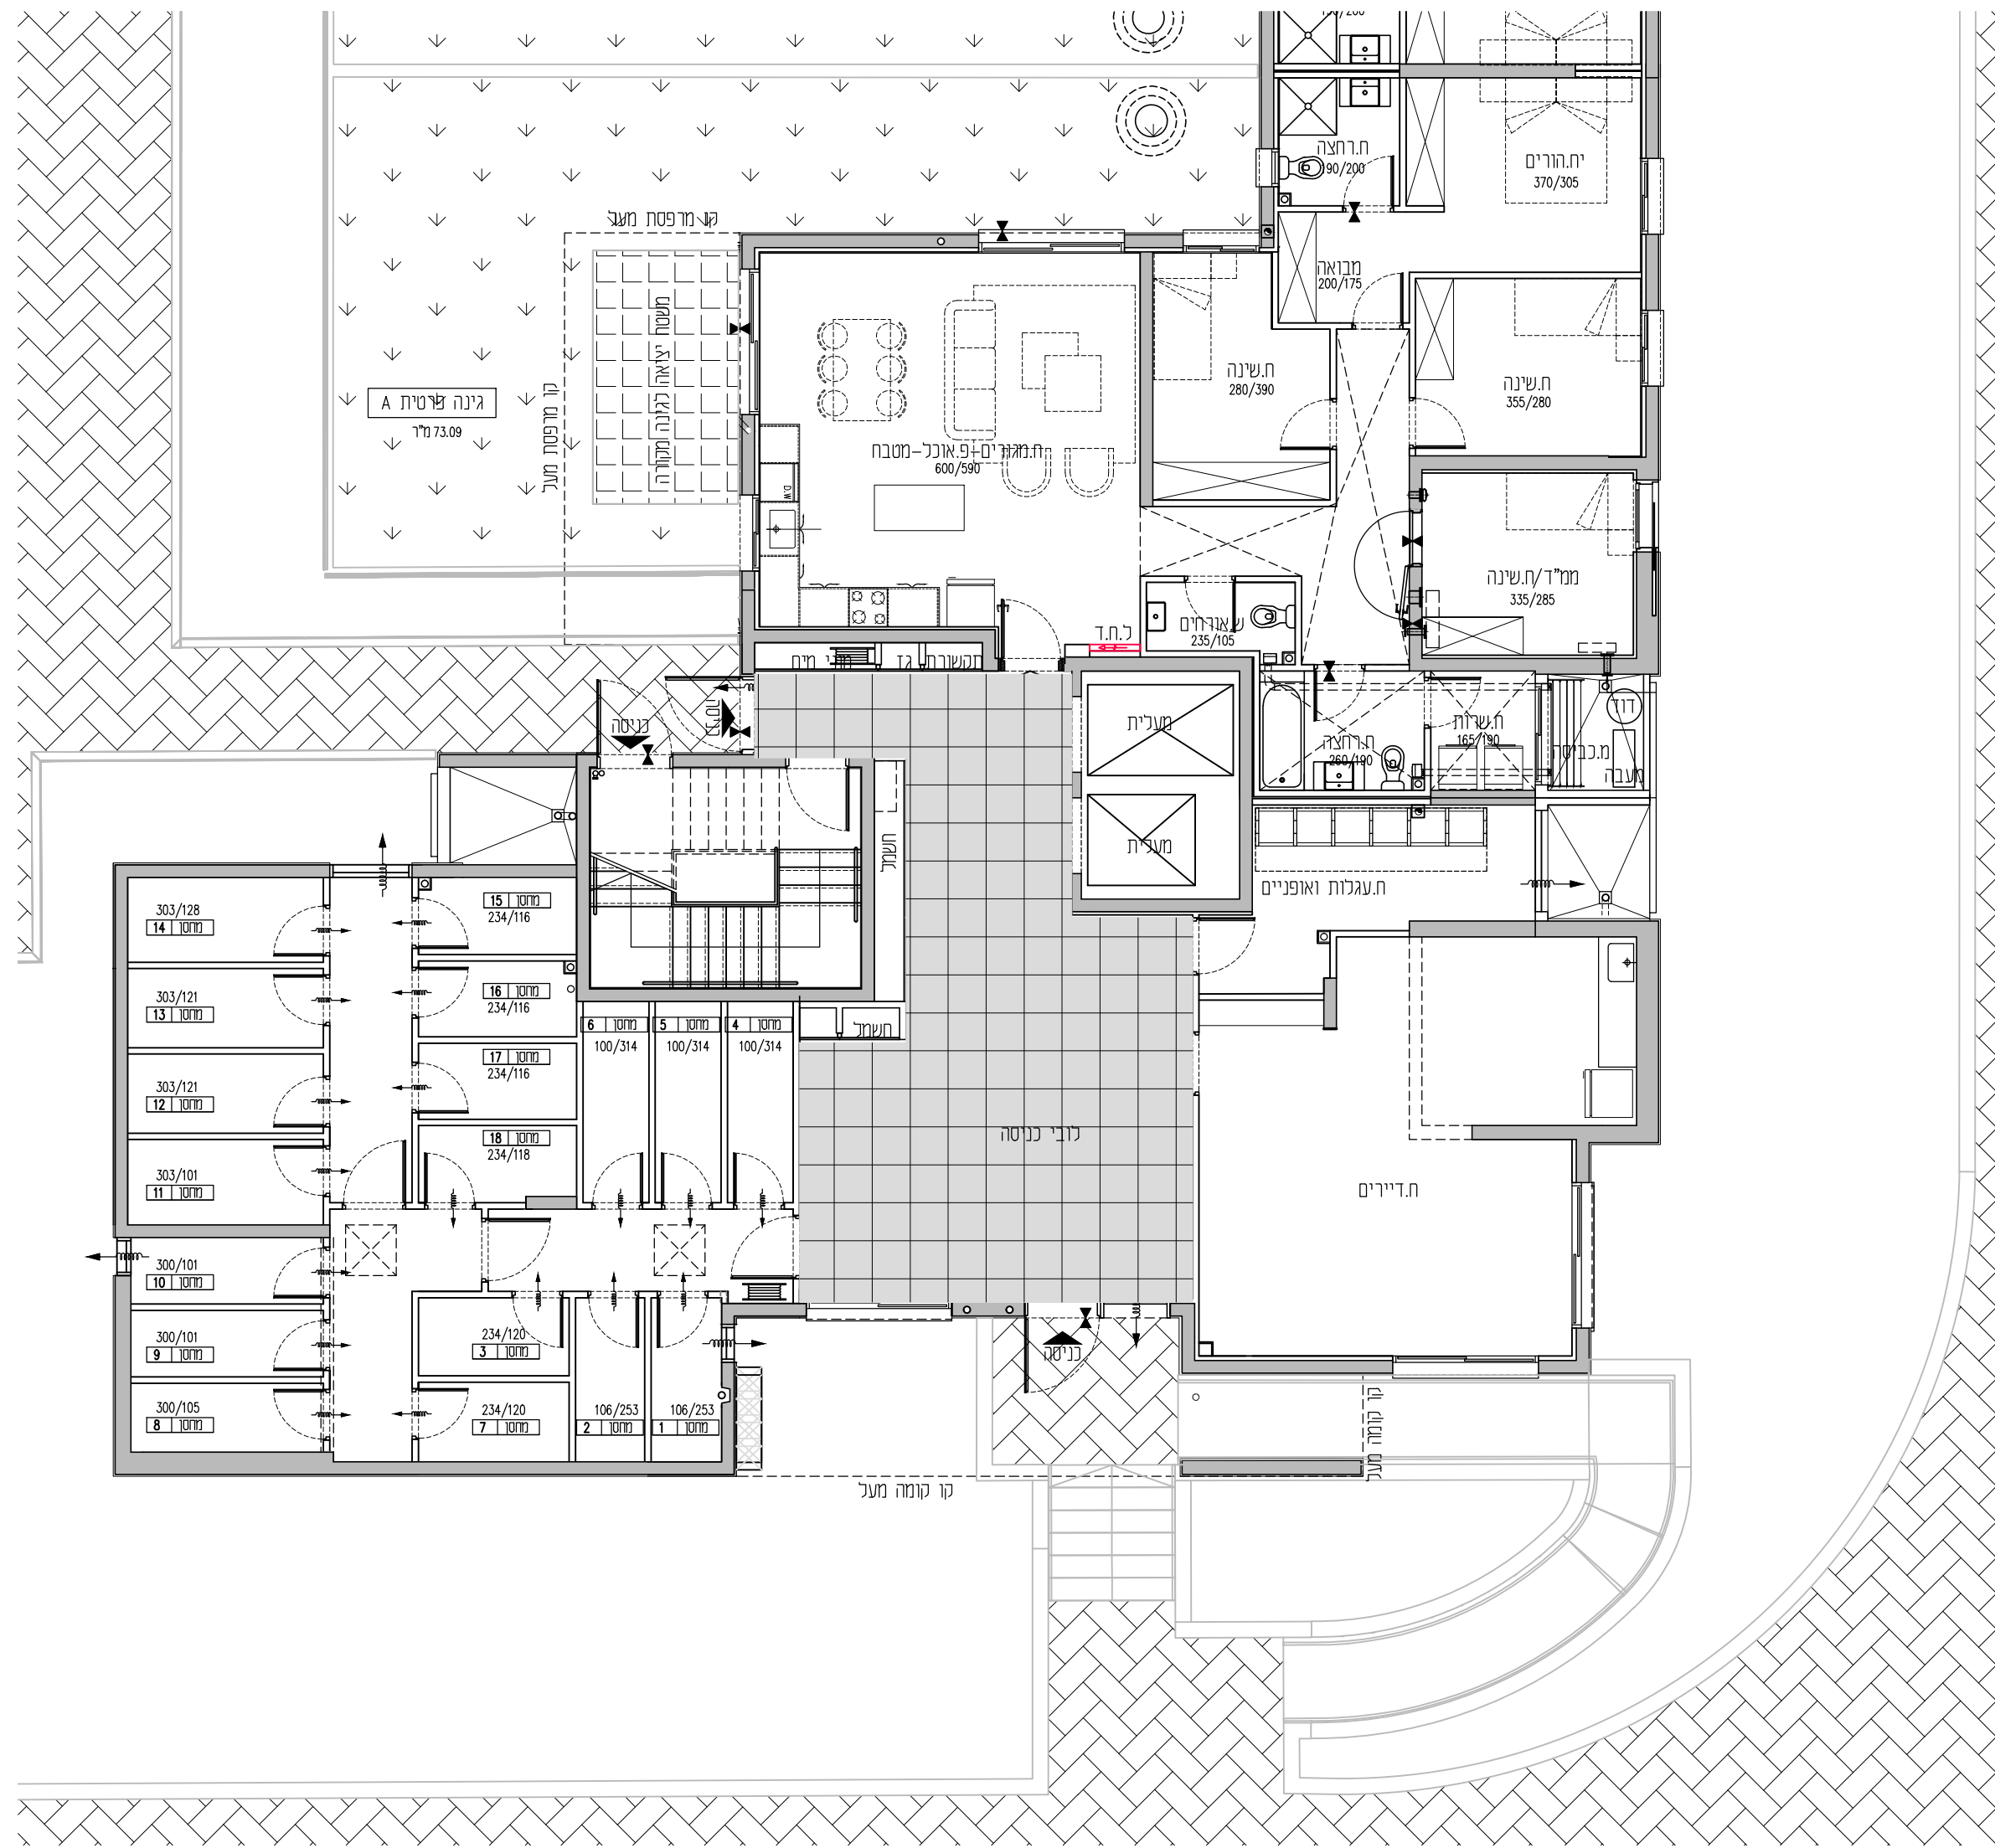 ח.רחצה
190/200
יח.הורים
370/305
קו מרפסת מעל
מבואה
200/175
משטח יציאה לגינה מקורה
קו מרפסת מעל
גינה פרטית A
73.09 מ"ר
ח.שינה
280/390
ח.שינה
355/280
ח.מגורים-פ.אוכל-מטבח
600/590
D.W
ממ"ד/ח.שינה
335/285
ש.אורחים
235/105
ל.ח.ד
תקשורת
גז
מים
כניסה
מעלית
ח.רחצה
260/190
ח.שרות
165/190
דוד
מ.כביסה
מעבה
מעלית
חשמל
ח.עגלות ואופניים
303/128
מחסן 14
מחסן 15
234/116
303/121
מחסן 13
מחסן 16
234/116
מחסן 6
100/314
מחסן 5
100/314
מחסן 4
100/314
חשמל
303/121
מחסן 12
מחסן 17
234/116
303/101
מחסן 11
מחסן 18
234/118
לובי כניסה
ח.דיירים
300/101
מחסן 10
300/101
מחסן 9
234/120
מחסן 3
כניסה
300/105
מחסן 8
234/120
מחסן 7
106/253
מחסן 2
106/253
מחסן 1
קו קומה מעל
קו קומה מעל